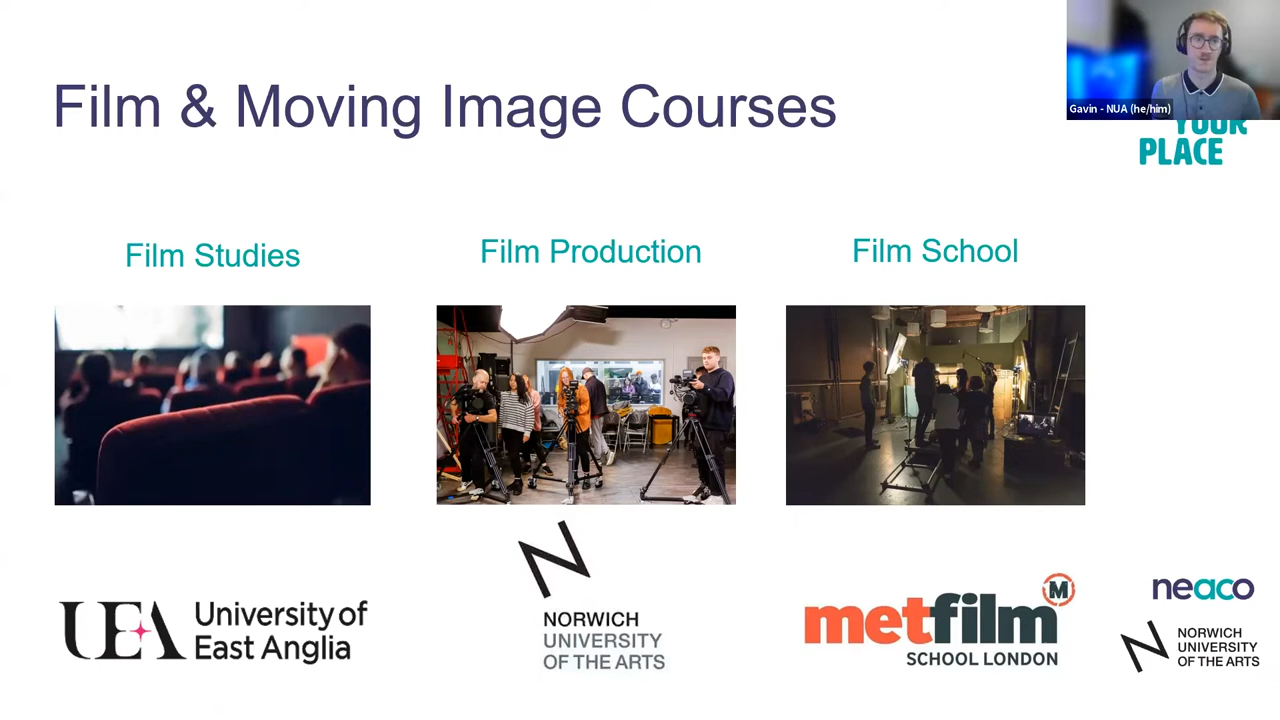 Film & Moving Image Courses
Gavin - NUA (he/him)
YOUR
PLACE
Film Studies
Film Production
Film School
UEA University of
East Anglia
N
NORWICH
UNIVERSITY
OF THE ARTS
metfilm M
SCHOOL LONDON
neaco
N
NORWICH
UNIVERSITY
OF THE ARTS